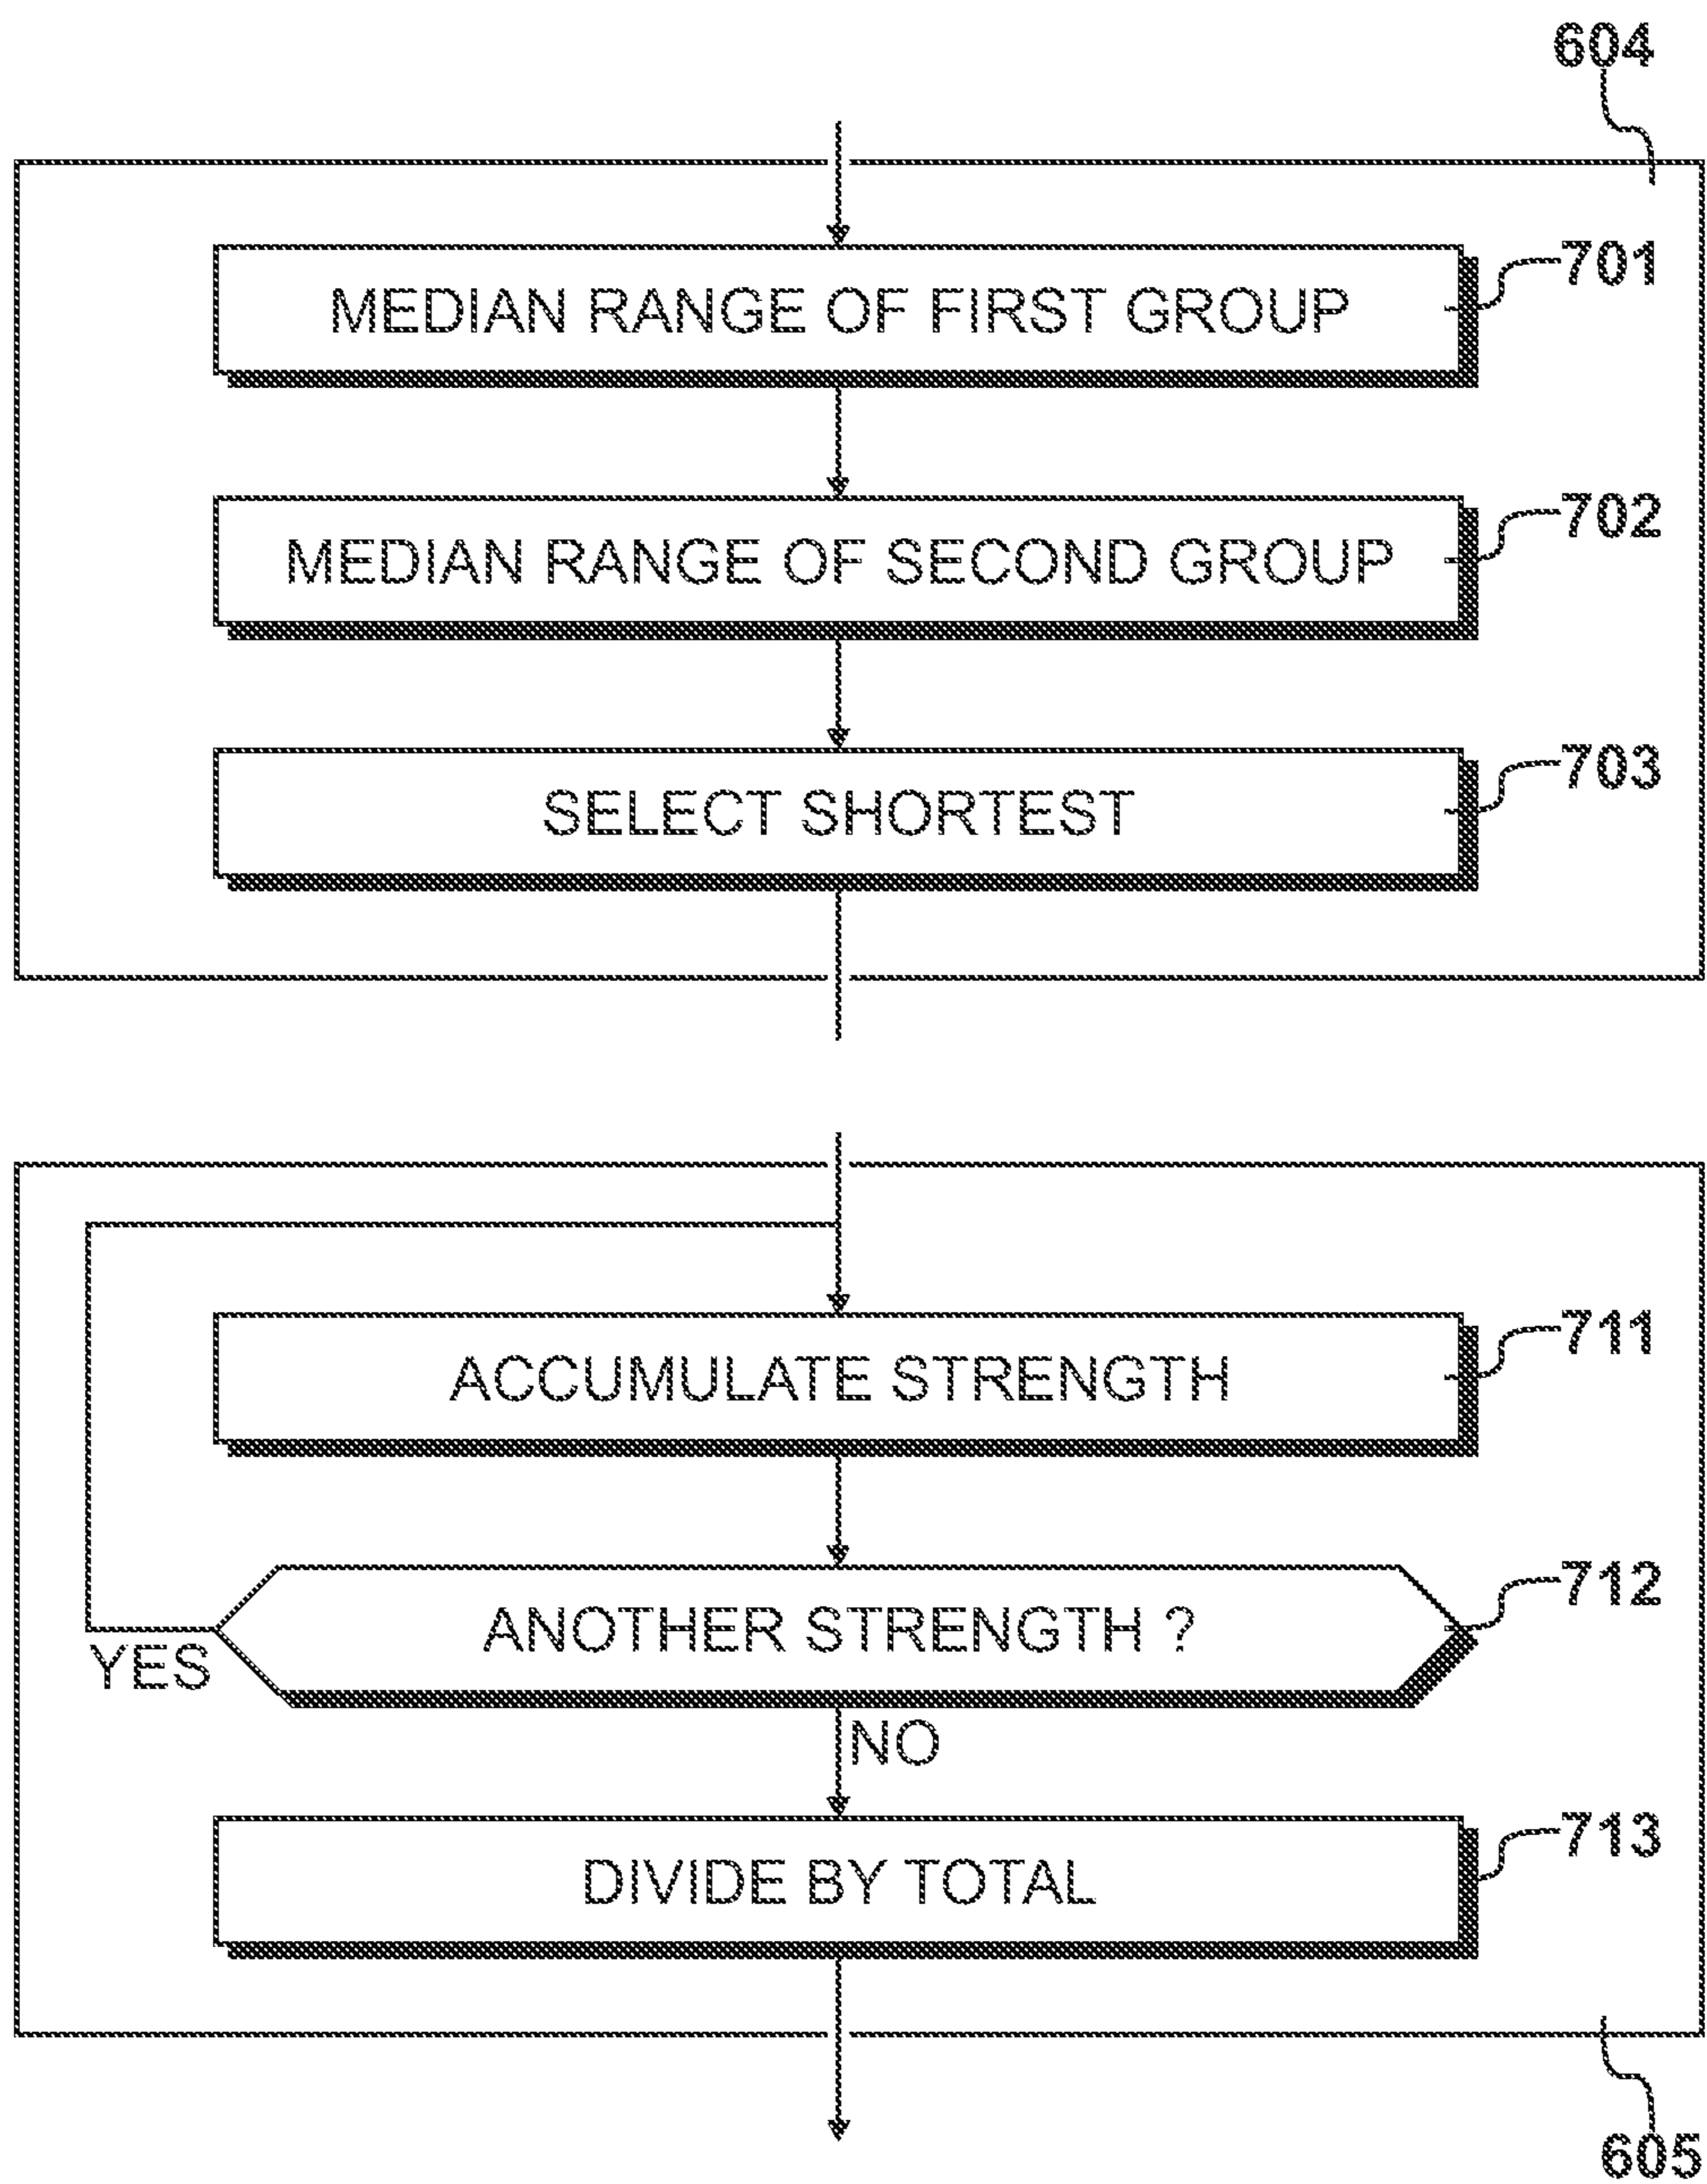 604
701
MEDIAN RANGE OF FIRST GROUP
702
MEDIAN RANGE OF SECOND GROUP
703
SELECT SHORTEST
711
ACCUMULATE STRENGTH
712
ANOTHER STRENGTH ?
YES
NO
713
DIVIDE BY TOTAL
605